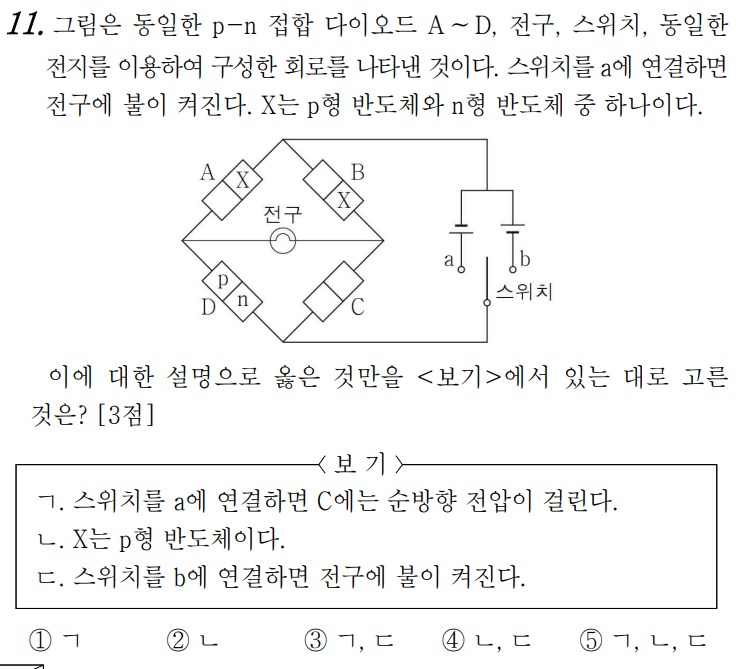 11. 그림은 동일한 p-n 접합 다이오드 A~D, 전구, 스위치, 동일한
전지를 이용하여 구성한 회로를 나타낸 것이다. 스위치를 a에 연결하면
전구에 불이 켜진다. X는 p형 반도체와 n형 반도체 중 하나이다.
A X B X
전구
a b
스위치
p n D C
이에 대한 설명으로 옳은 것만을 <보기>에서 있는 대로 고른
것은? [3점]
<보 기>
ㄱ. 스위치를 a에 연결하면 C에는 순방향 전압이 걸린다.
ㄴ. X는 p형 반도체이다.
ㄷ. 스위치를 b에 연결하면 전구에 불이 켜진다.
① ㄱ ② ㄴ ③ ㄱ, ㄷ ④ ㄴ, ㄷ ⑤ ㄱ, ㄴ, ㄷ